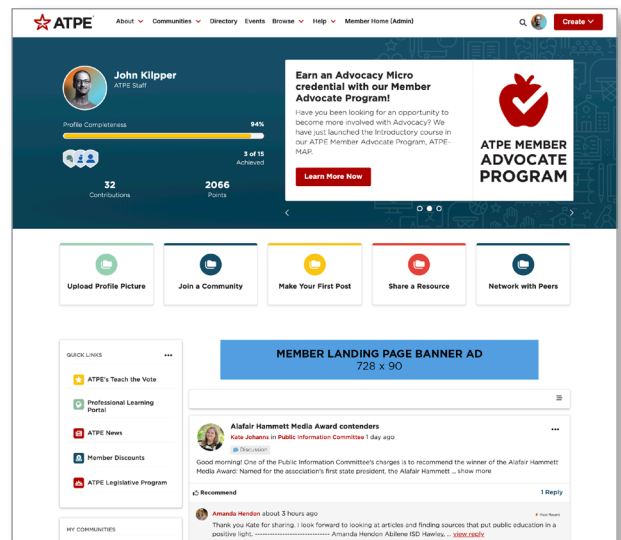 ATPE
About Communities Directory Events Browse Help Member Home (Admin)
Create
John Kilpper
ATPE Staff
Profile Completeness 94%
3 of 15
Achieved
32
Contributions
2066
Points
Earn an Advocacy Micro
credential with our Member
Advocate Program!
Have you been looking for an opportunity to
become more involved with Advocacy? We
have just launched the Introductory course in
our ATPE Member Advocate Program, ATPE-
MAP.
Learn More Now
ATPE MEMBER
ADVOCATE
PROGRAM
Upload Profile Picture
Join a Community
Make Your First Post
Share a Resource
Network with Peers
QUICK LINKS
ATPE's Teach the Vote
Professional Learning
Portal
ATPE News
Member Discounts
ATPE Legislative Program
MY COMMUNITIES
MEMBER LANDING PAGE BANNER AD
728 x 90
Alafair Hammett Media Award contenders
Kate Johanns in Public Information Committee 1 day ago
Discussion
Good morning! One of the Public Information Committee's charges is to recommend the winner of the Alafair Hammett
Media Award: Named for the association's first state president, the Alafair Hammett ... show more
Recommend 1 Reply
Amanda Hendon about 3 hours ago Most Recent
Thank you Kate for sharing. I look forward to looking at articles and finding sources that put public education in a
positive light. ------------------------------ Amanda Hendon Abilene ISD Hawley, ... view reply